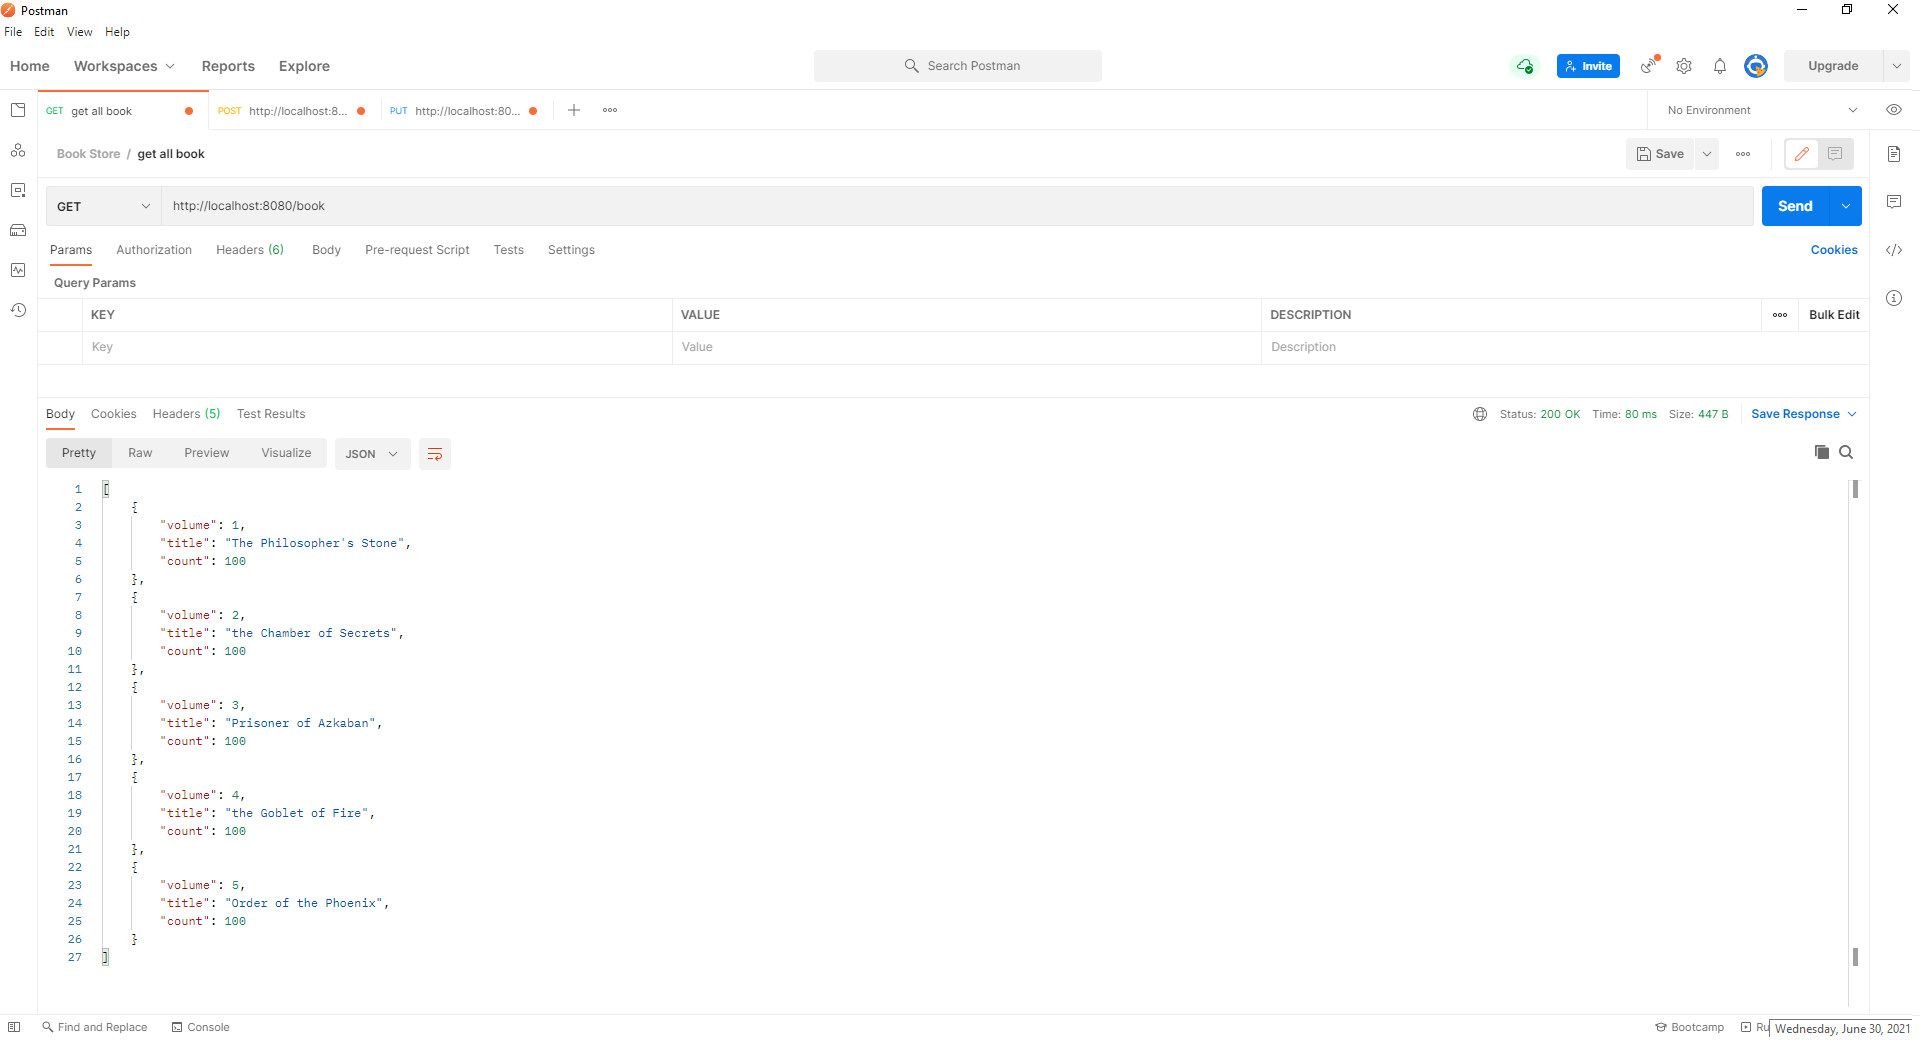 Postman
File Edit View Help
Home Workspaces Reports Explore Search Postman Invite Upgrade
GET get all book POST http://localhost:8... PUT http://localhost:80... No Environment
Book Store / get all book Save
GET http://localhost:8080/book Send
Params Authorization Headers (6) Body Pre-request Script Tests Settings Cookies
Query Params
KEY VALUE DESCRIPTION Bulk Edit
Key Value Description
Body Cookies Headers (5) Test Results Status: 200 OK Time: 80 ms Size: 447 B Save Response
Pretty Raw Preview Visualize JSON
1 [
2 {
3 "volume": 1,
4 "title": "The Philosopher's Stone",
5 "count": 100
6 },
7 {
8 "volume": 2,
9 "title": "the Chamber of Secrets",
10 "count": 100
11 },
12 {
13 "volume": 3,
14 "title": "Prisoner of Azkaban",
15 "count": 100
16 },
17 {
18 "volume": 4,
19 "title": "the Goblet of Fire",
20 "count": 100
21 },
22 {
23 "volume": 5,
24 "title": "Order of the Phoenix",
25 "count": 100
26 }
27 ]
Find and Replace Console Bootcamp Ru Wednesday, June 30, 2021